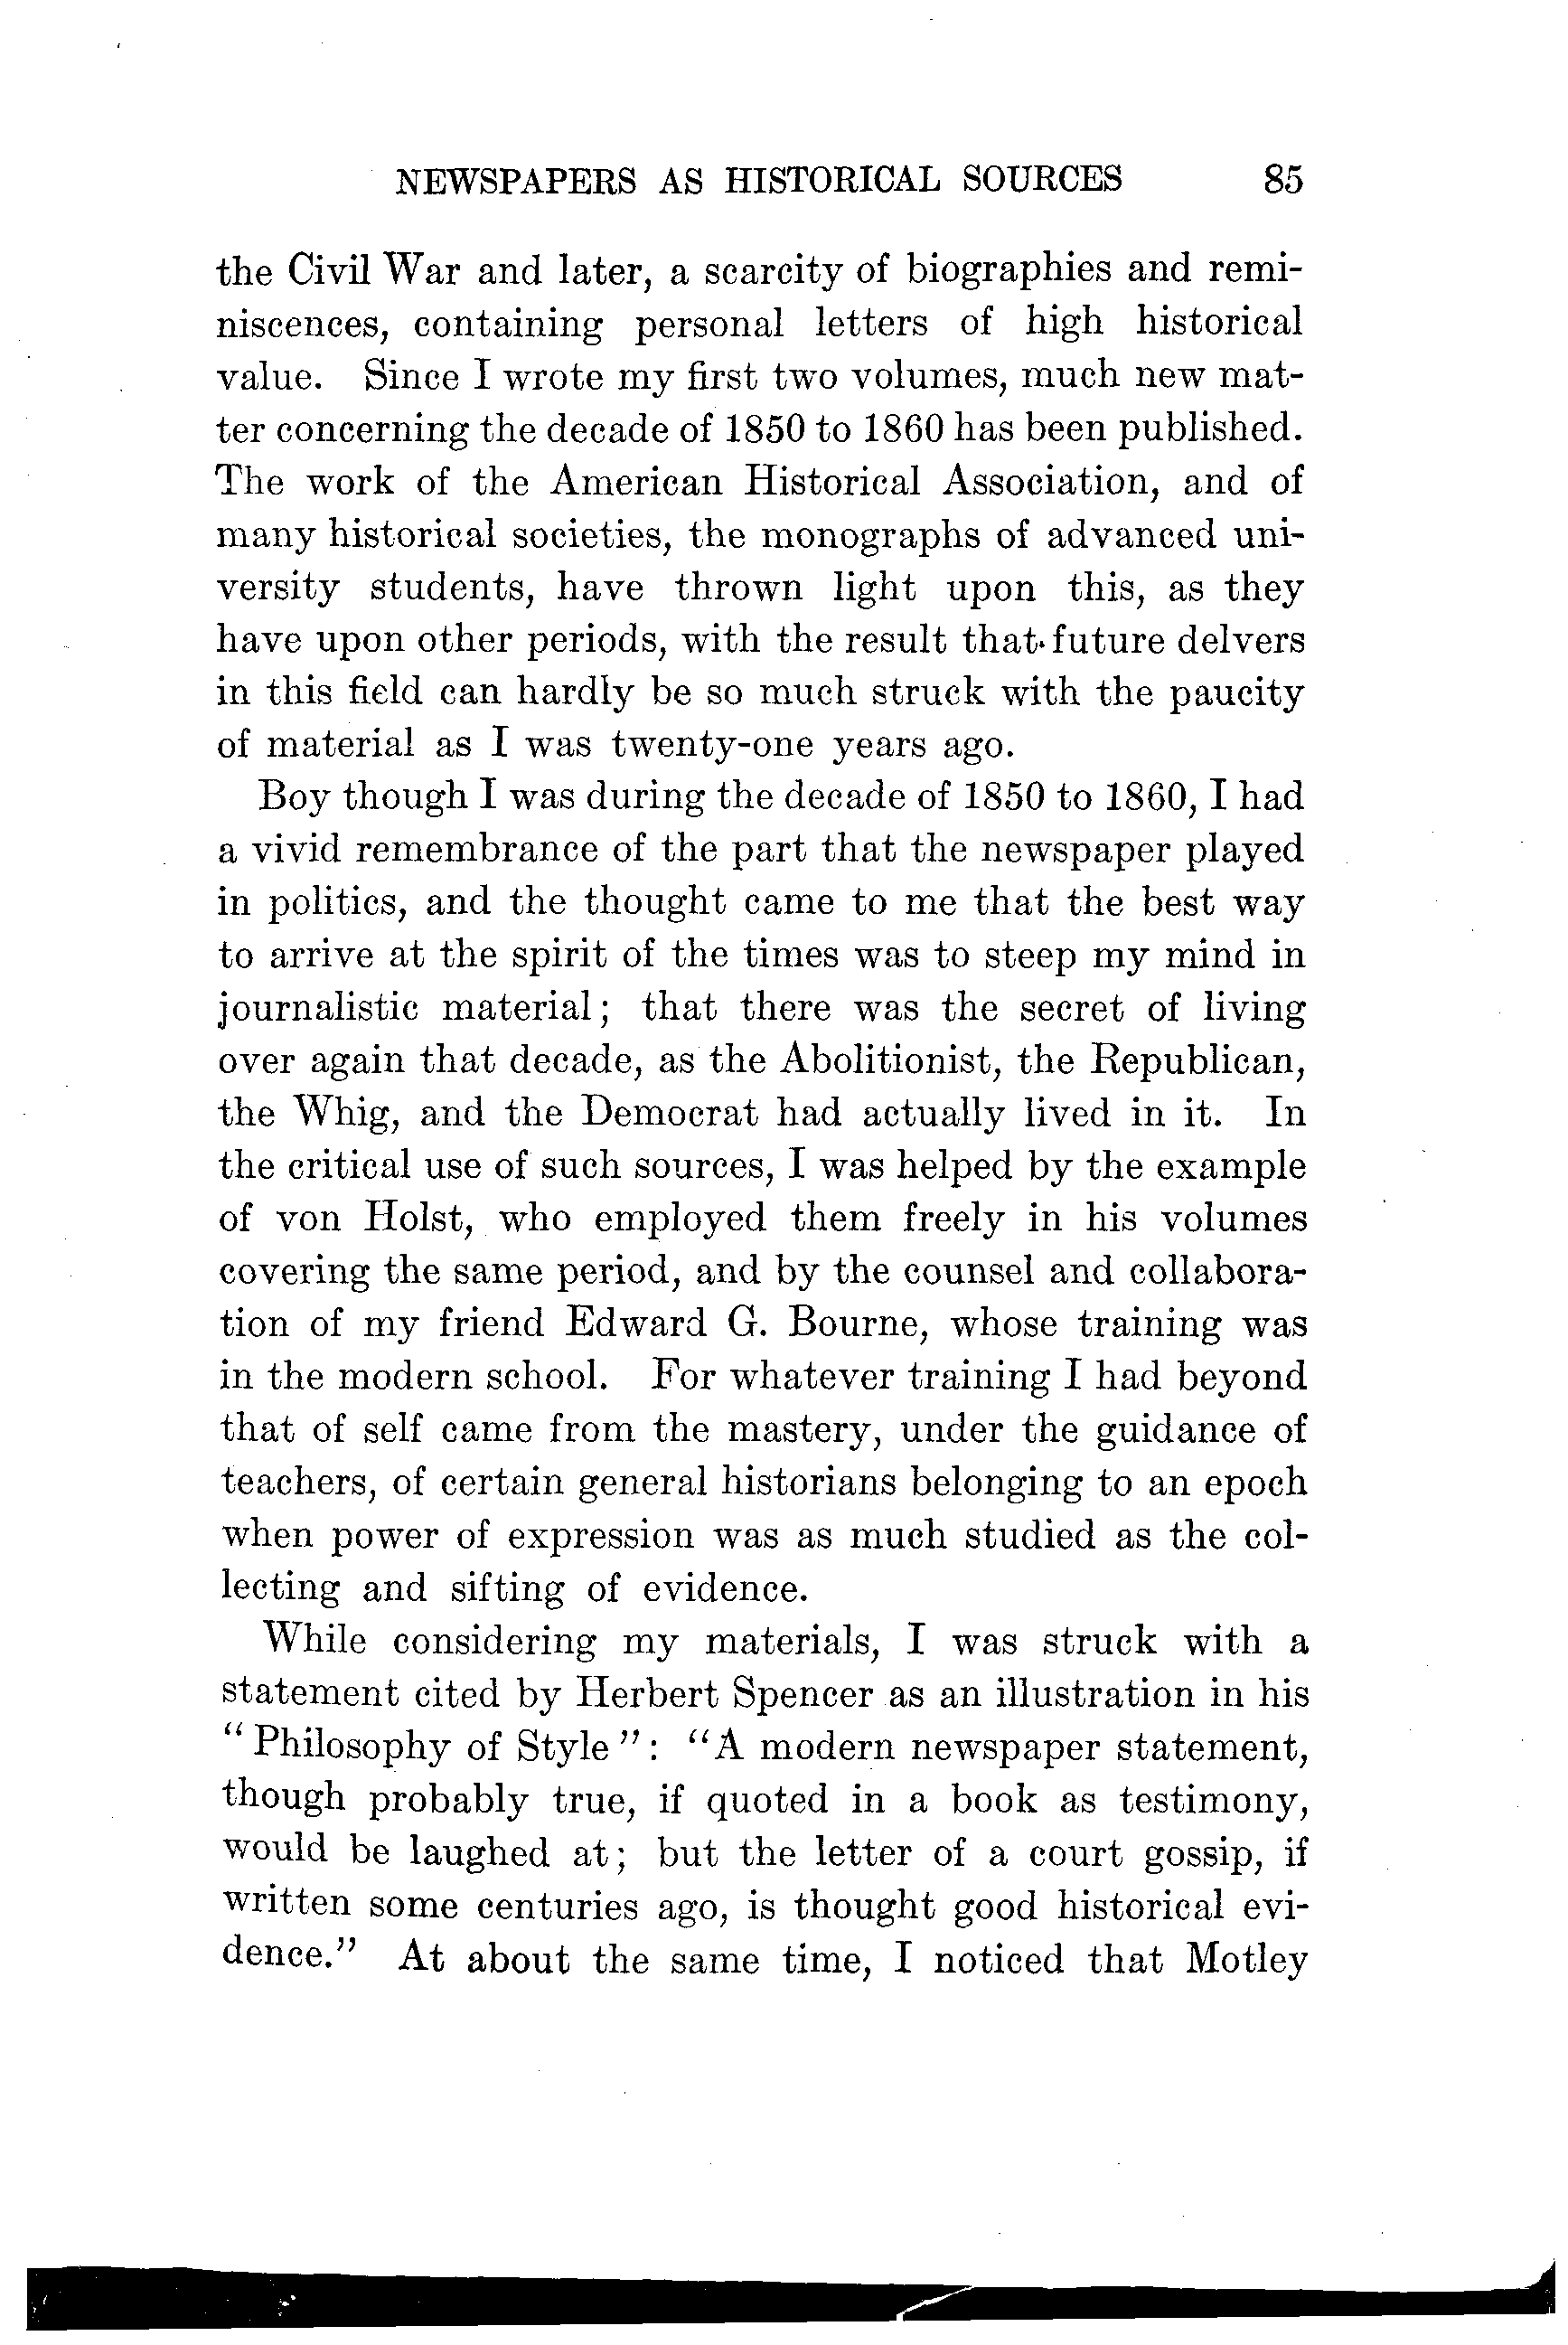 NEWSPAPERS AS HISTORICAL SOURCES 85
the Civil War and later, a scarcity of biographies and remi-
niscences, containing personal letters of high historical
value. Since I wrote my first two volumes, much new mat-
ter concerning the decade of 1850 to 1860 has been published.
The work of the American Historical Association, and of
many historical societies, the monographs of advanced uni-
versity students, have thrown light upon this, as they
have upon other periods, with the result that future delvers
in this field can hardly be so much struck with the paucity
of material as I was twenty-one years ago.
Boy though I was during the decade of 1850 to 1860, I had
a vivid remembrance of the part that the newspaper played
in politics, and the thought came to me that the best way
to arrive at the spirit of the times was to steep my mind in
journalistic material; that there was the secret of living
over again that decade, as the Abolitionist, the Republican,
the Whig, and the Democrat had actually lived in it. In
the critical use of such sources, I was helped by the example
of von Holst, who employed them freely in his volumes
covering the same period, and by the counsel and collabora-
tion of my friend Edward G. Bourne, whose training was
in the modern school. For whatever training I had beyond
that of self came from the mastery, under the guidance of
teachers, of certain general historians belonging to an epoch
when power of expression was as much studied as the col-
lecting and sifting of evidence.
While considering my materials, I was struck with a
statement cited by Herbert Spencer as an illustration in his
"Philosophy of Style": "A modern newspaper statement,
though probably true, if quoted in a book as testimony,
would be laughed at; but the letter of a court gossip, if
written some centuries ago, is thought good historical evi-
dence." At about the same time, I noticed that Motley